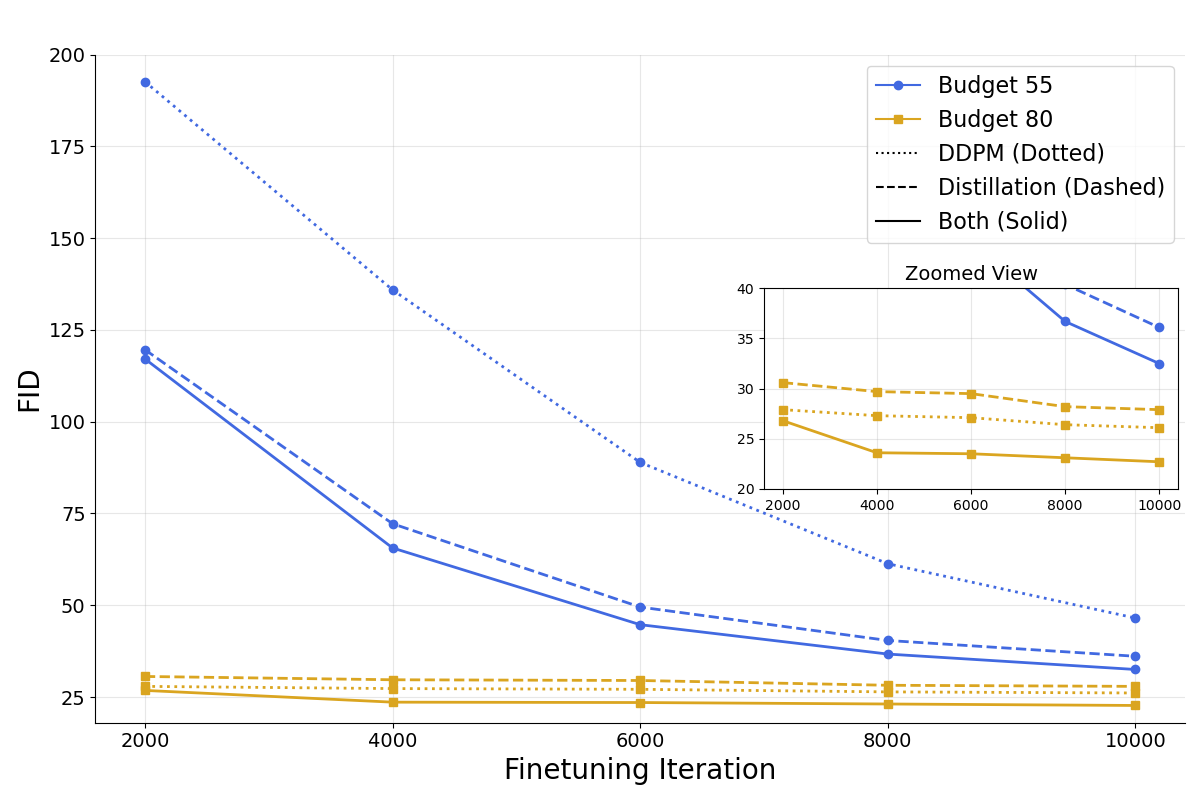 200
175
150
125
100
75
50
25
FID
2000 4000 6000 8000 10000
Finetuning Iteration
Budget 55
Budget 80
DDPM (Dotted)
Distillation (Dashed)
Both (Solid)
Zoomed View
40
35
30
25
20
2000 4000 6000 8000 10000